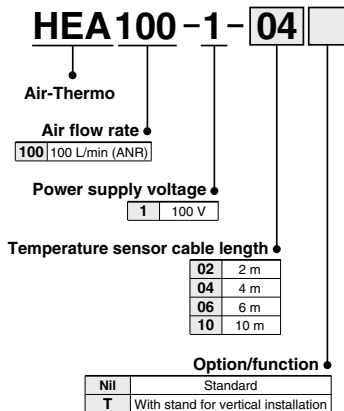 HEA100-1-04
Air-Thermo
Air flow rate
100 100 L/min (ANR)
Power supply voltage
1 100 V
Temperature sensor cable length
02 2 m
04 4 m
06 6 m
10 10 m
Option/function
Nil Standard
T With stand for vertical installation